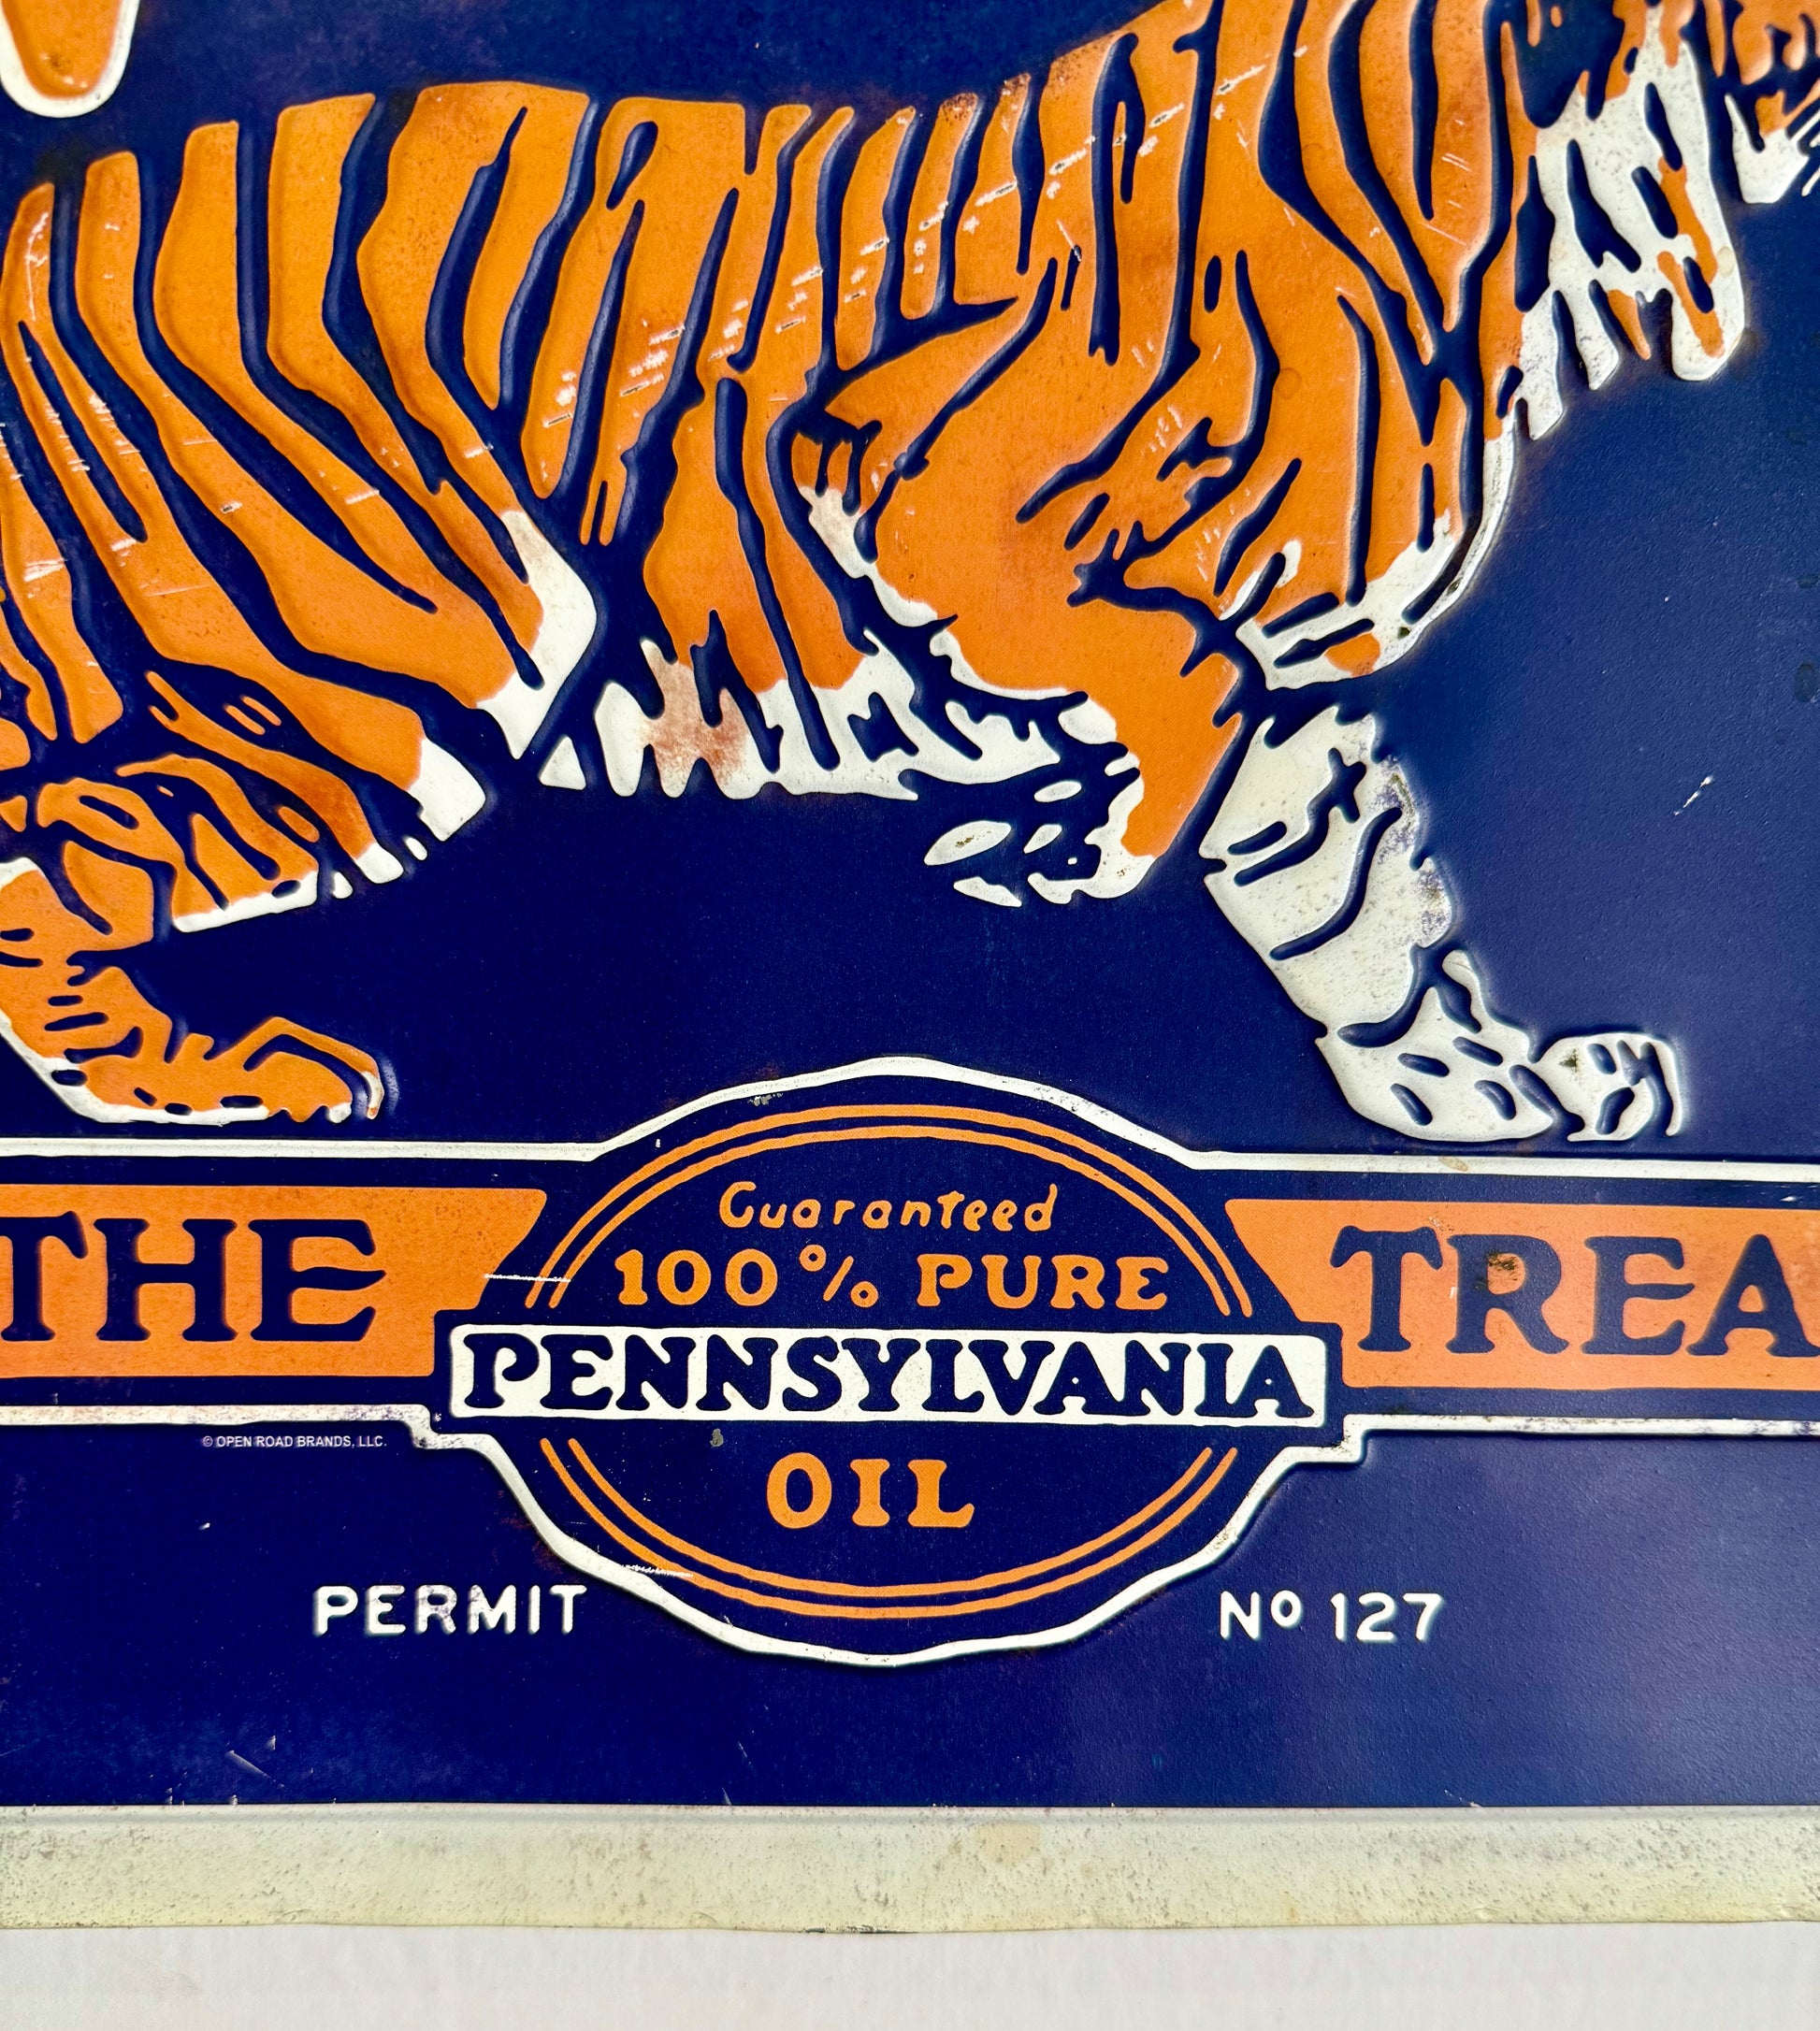 Guaranteed
100% PURE
THE PENNSYLVANIA TREA
OIL
© OPEN ROAD BRANDS, LLC.
PERMIT Nº 127